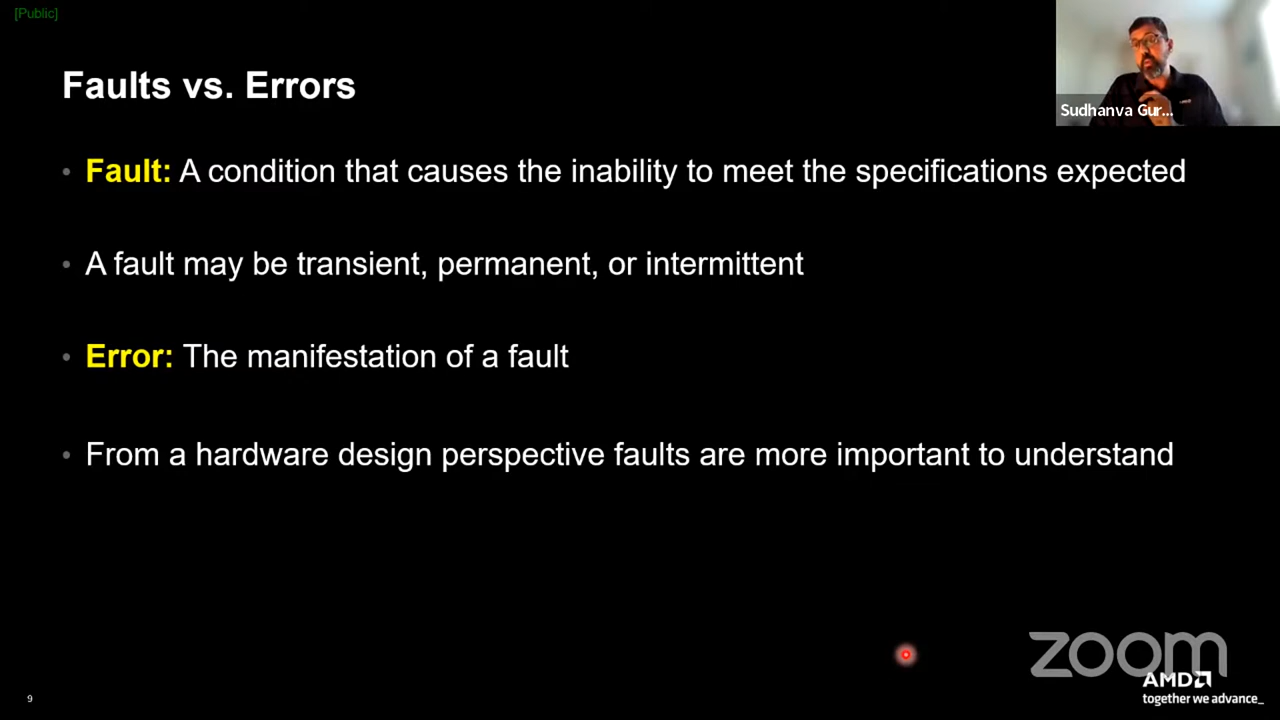 [Public]
Faults vs. Errors
Sudhanva Gur...
• Fault: A condition that causes the inability to meet the specifications expected
• A fault may be transient, permanent, or intermittent
• Error: The manifestation of a fault
• From a hardware design perspective faults are more important to understand
zoom
AMD
together we advance_
9